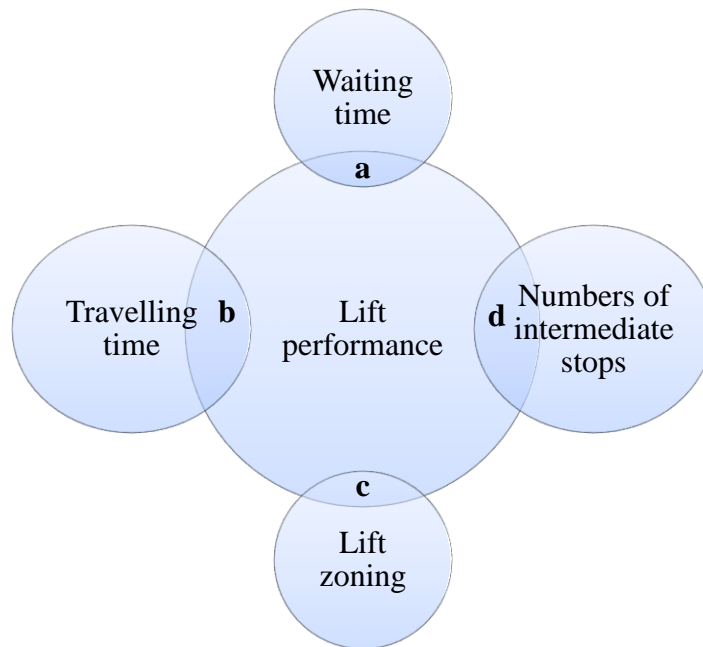 Waiting
time
a
Travelling
time
b
Lift
performance
d
Numbers of
intermediate
stops
c
Lift
zoning